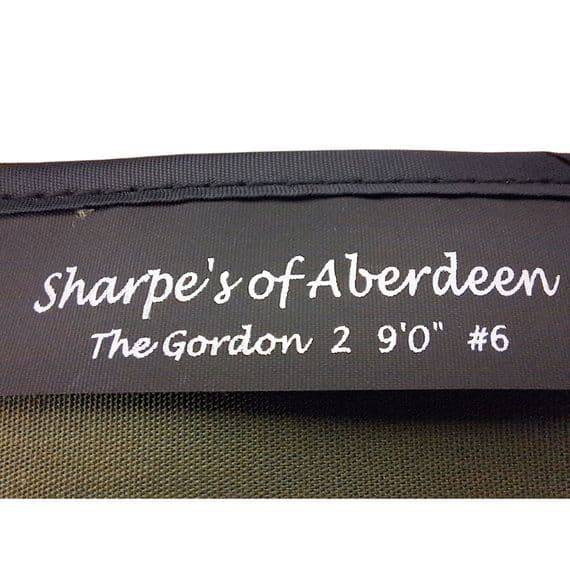 Sharpe's of Aberdeen
The Gordon 2 9'0" #6